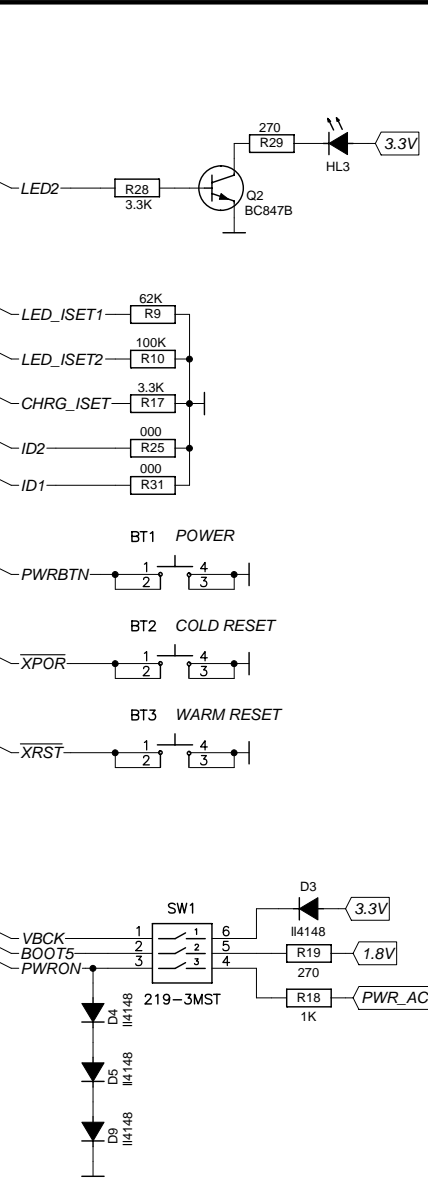 270
R29
3.3V
HL3
LED2
R28
3.3K
Q2
BC847B
62K
LED_ISET1
R9
100K
LED_ISET2
R10
3.3K
CHRG_ISET
R17
000
ID2
R25
000
ID1
R31
BT1 POWER
PWRBTN
1 4
2 3
BT2 COLD RESET
XPOR
1 4
2 3
BT3 WARM RESET
XRST
1 4
2 3
D3
3.3V
II4148
SW1
VBCK 1 1 6
BOOT5 2 2 5
R19
1.8V
270
PWRON 3 3 4
219-3MST
R18
PWR_AC
1K
D4
II4148
D5
II4148
D9
II4148